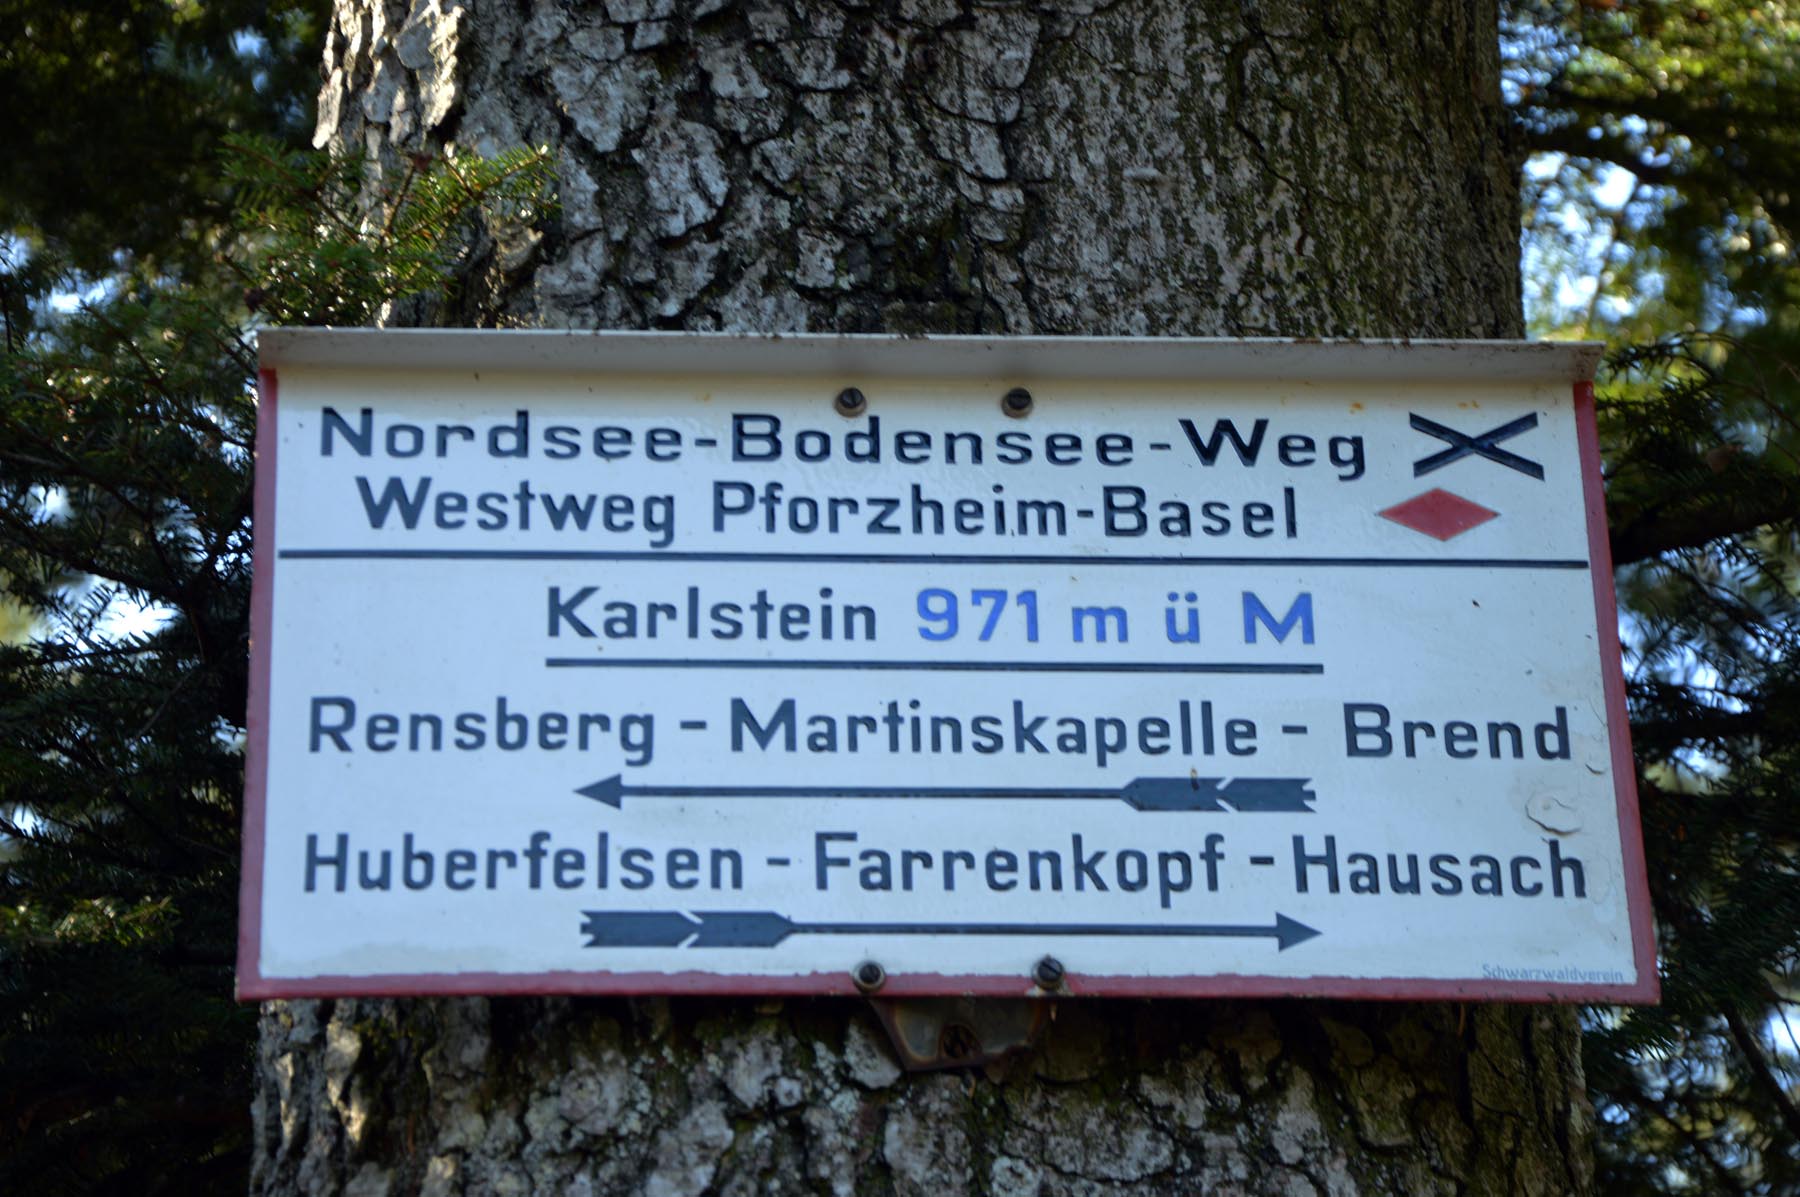 Nordsee-Bodensee-Weg
Westweg Pforzheim-Basel
Karlstein 971 m ü M
Rensberg - Martinskapelle - Brend
Huberfelsen - Farrenkopf - Hausach
Schwarzwaldverein